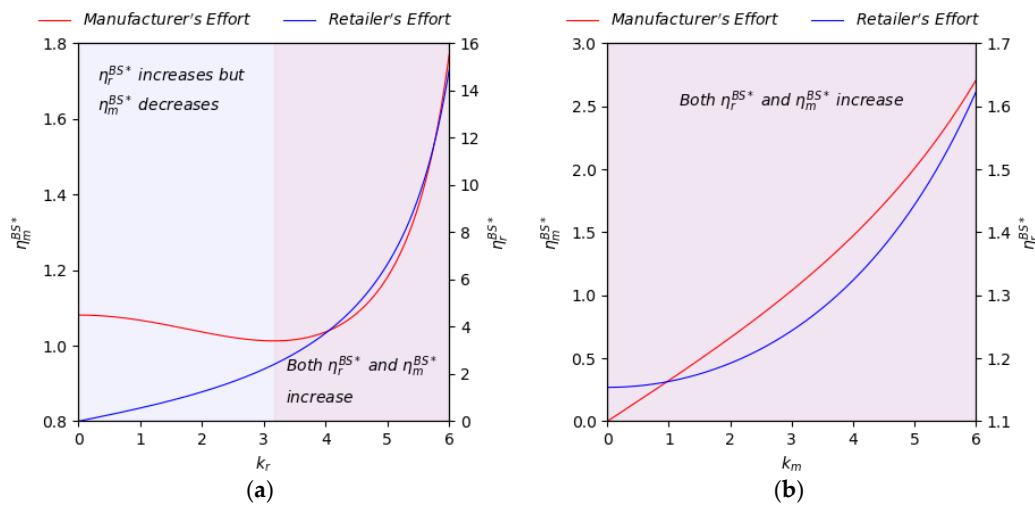 Manufacturer's Effort Retailer's Effort
1.8 16
η_r^{BS*} increases but
η_m^{BS*} decreases
1.6 14
12
1.4 10
8
1.2 6
1.0 4
Both η_r^{BS*} and η_m^{BS*}
increase
2
0.8 0
η_m^{BS*} η_r^{BS*}
0 1 2 3 4 5 6
k_r
(a)
Manufacturer's Effort Retailer's Effort
3.0 1.7
Both η_r^{BS*} and η_m^{BS*} increase
2.5 1.6
2.0 1.5
1.5 1.4
1.0 1.3
0.5 1.2
0.0 1.1
η_m^{BS*} η_r^{BS*}
0 1 2 3 4 5 6
k_m
(b)